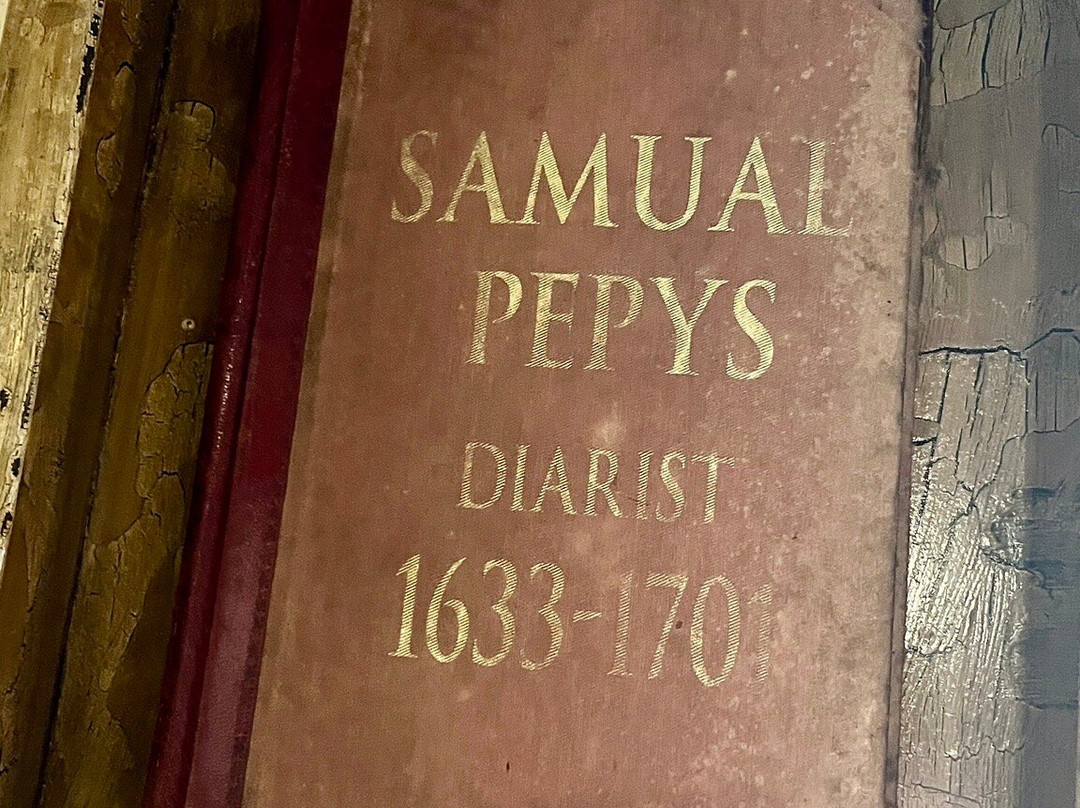 SAMUAL
PEPYS
DIARIST
1633-1701